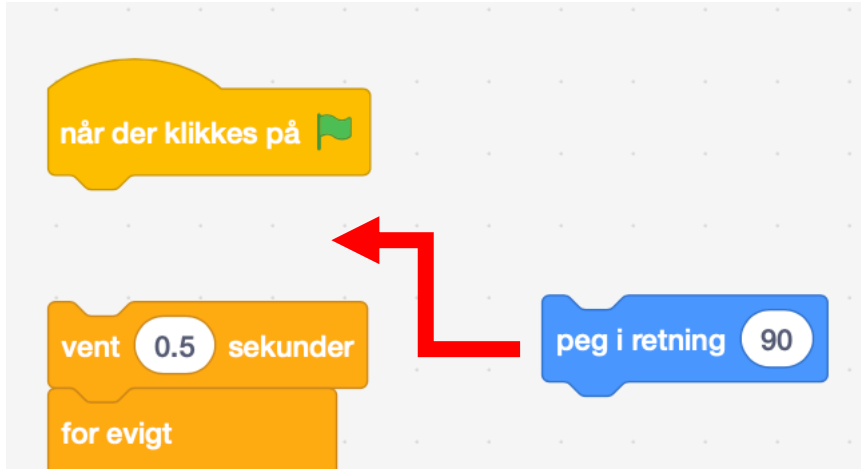 når der klikkes på
vent 0.5 sekunder
peg i retning 90
for evigt